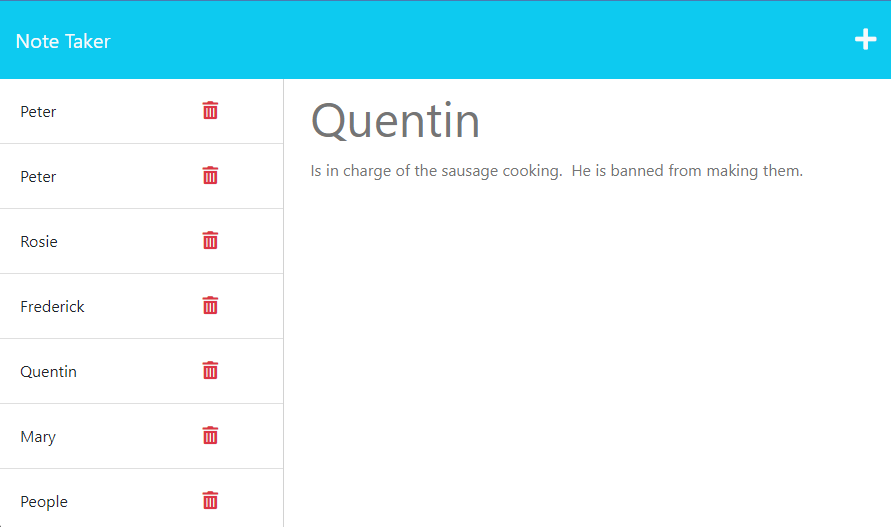 Note Taker
Peter
Peter
Rosie
Frederick
Quentin
Mary
People
Quentin
Is in charge of the sausage cooking.  He is banned from making them.